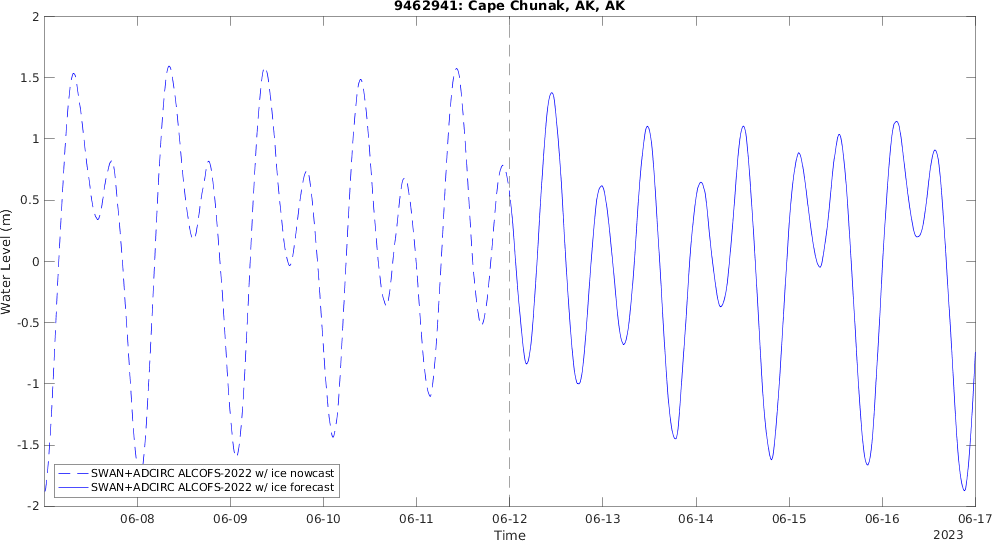 9462941: Cape Chunak, AK, AK
2
1.5
1
0.5
0
-0.5
-1
-1.5
-2
Water Level (m)
SWAN+ADCIRC ALCOFS-2022 w/ ice nowcast
SWAN+ADCIRC ALCOFS-2022 w/ ice forecast
06-08 06-09 06-10 06-11 06-12 06-13 06-14 06-15 06-16 06-17
Time
2023